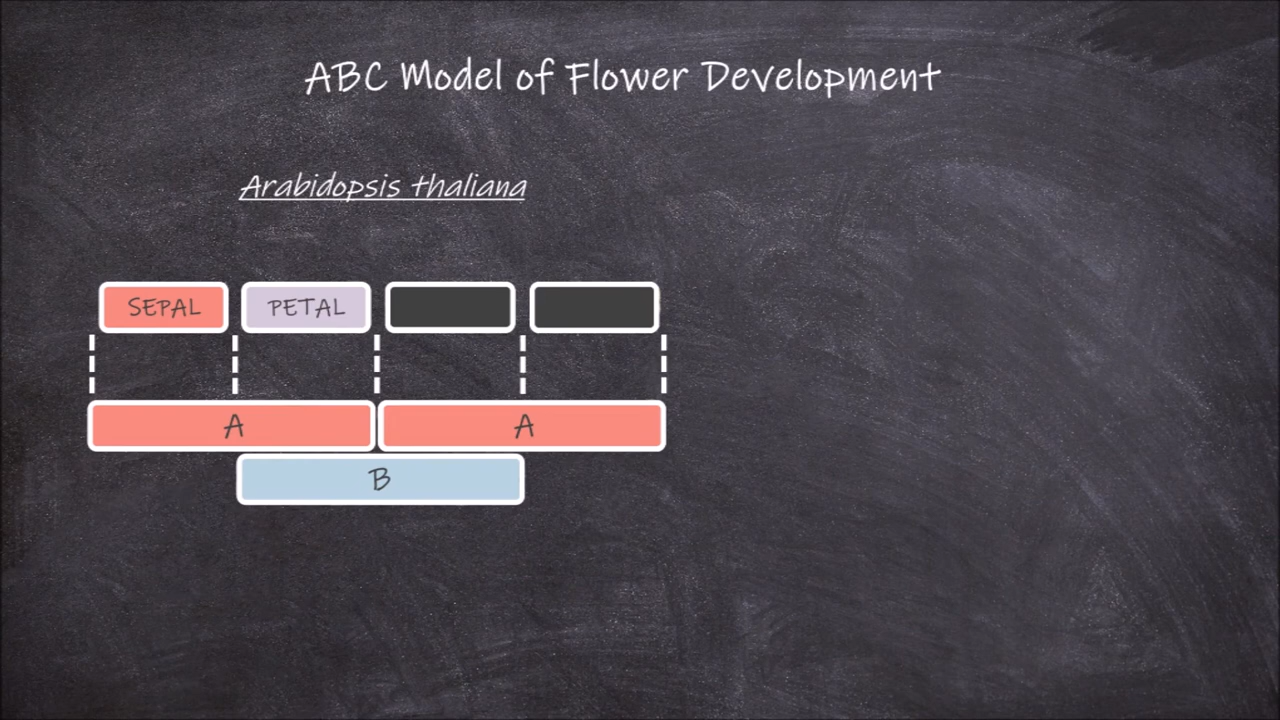 ABC Model of Flower Development
Arabidopsis thaliana
SEPAL PETAL
A A
B